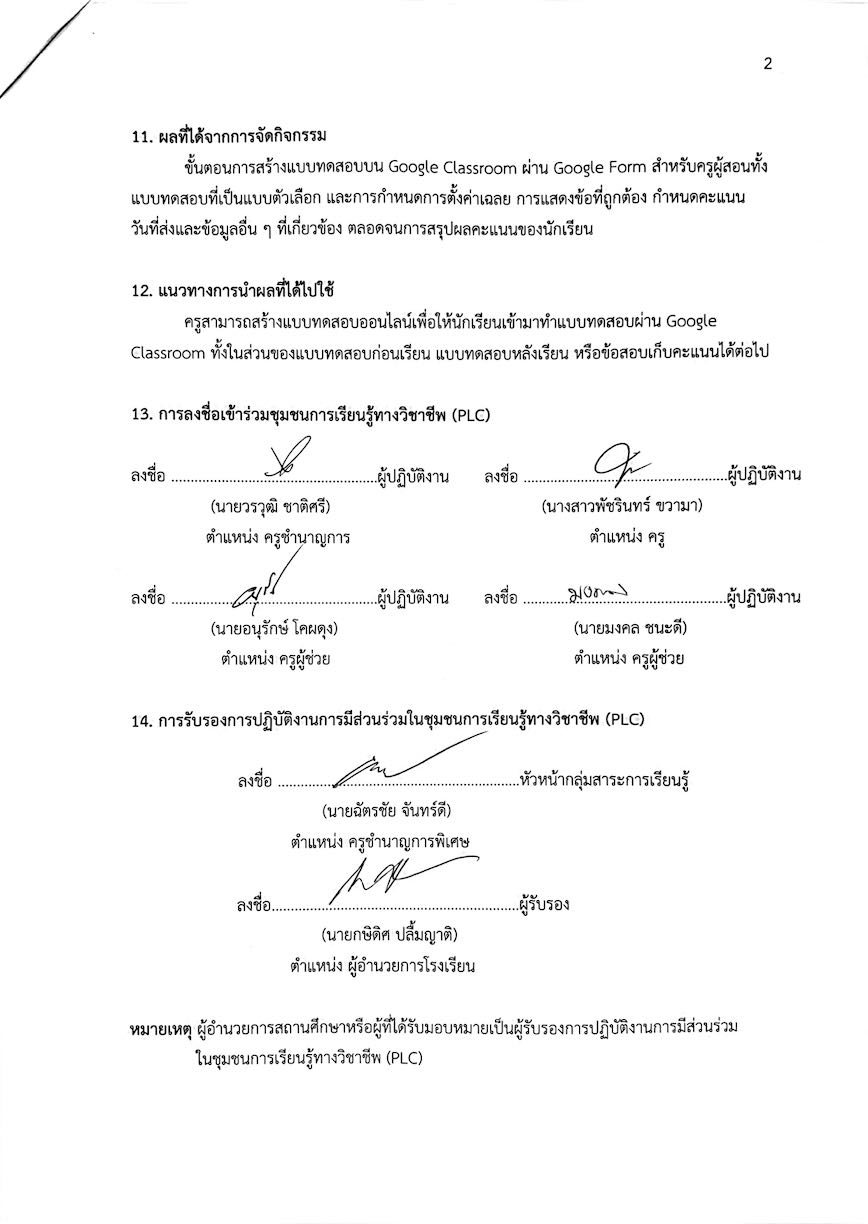 2
11. ผลที่ได้จากการจัดกิจกรรม
ขั้นตอนการสร้างแบบทดสอบบน Google Classroom ผ่าน Google Form สำหรับครูผู้สอนทั้ง
แบบทดสอบที่เป็นแบบตัวเลือก และการกำหนดการตั้งค่าเฉลย การแสดงข้อที่ถูกต้อง กำหนดคะแนน
วันที่ส่งและข้อมูลอื่น ๆ ที่เกี่ยวข้อง ตลอดจนการสรุปผลคะแนนของนักเรียน
12. แนวทางการนำผลที่ได้ไปใช้
ครูสามารถสร้างแบบทดสอบออนไลน์เพื่อให้นักเรียนเข้ามาทำแบบทดสอบผ่าน Google
Classroom ทั้งในส่วนของแบบทดสอบก่อนเรียน แบบทดสอบหลังเรียน หรือข้อสอบเก็บคะแนนได้ต่อไป
13. การลงชื่อเข้าร่วมชุมชนการเรียนรู้ทางวิชาชีพ (PLC)
ลงชื่อ ..................................................ผู้ปฏิบัติงาน ลงชื่อ ..................................................ผู้ปฏิบัติงาน
(นายวรวุฒิ ชาติศรี) (นางสาวพัชรินทร์ ขวามา)
ตำแหน่ง ครูชำนาญการ ตำแหน่ง ครู
ลงชื่อ ..................................................ผู้ปฏิบัติงาน ลงชื่อ ..................................................ผู้ปฏิบัติงาน
(นายอนุรักษ์ โคผดุง) (นายมงคล ชนะดี)
ตำแหน่ง ครูผู้ช่วย ตำแหน่ง ครูผู้ช่วย
14. การรับรองการปฏิบัติงานการมีส่วนร่วมในชุมชนการเรียนรู้ทางวิชาชีพ (PLC)
ลงชื่อ ...........................................................หัวหน้ากลุ่มสาระการเรียนรู้
(นายฉัตรชัย จันทร์ดี)
ตำแหน่ง ครูชำนาญการพิเศษ
ลงชื่อ............................................................ผู้รับรอง
(นายกษิดิศ ปลื้มญาติ)
ตำแหน่ง ผู้อำนวยการโรงเรียน
หมายเหตุ ผู้อำนวยการสถานศึกษาหรือผู้ที่ได้รับมอบหมายเป็นผู้รับรองการปฏิบัติงานการมีส่วนร่วม
ในชุมชนการเรียนรู้ทางวิชาชีพ (PLC)